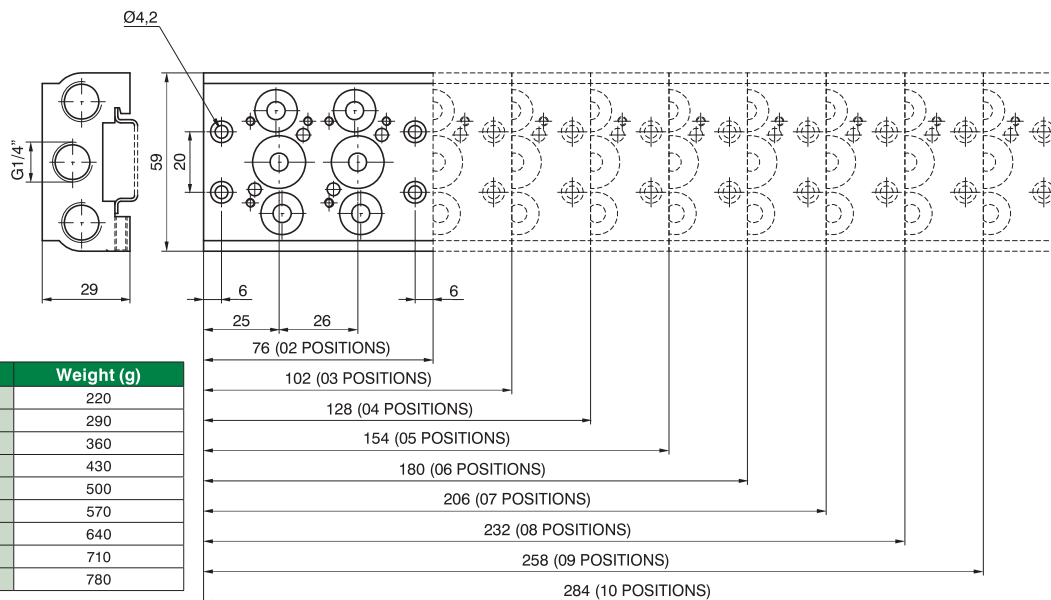 Ø4,2
G1/4"
59
20
29
6
6
25
26
76 (02 POSITIONS)
102 (03 POSITIONS)
128 (04 POSITIONS)
154 (05 POSITIONS)
180 (06 POSITIONS)
206 (07 POSITIONS)
232 (08 POSITIONS)
258 (09 POSITIONS)
284 (10 POSITIONS)
Weight (g)
220
290
360
430
500
570
640
710
780